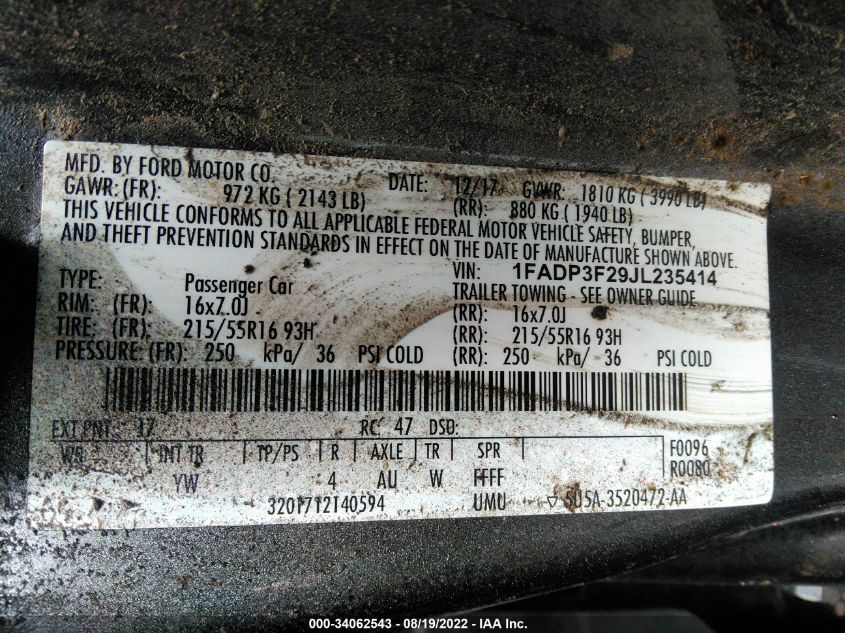 MFD. BY FORD MOTOR CO.
DATE: 12/17 GVWR: 1810 KG ( 3990 LB)
GAWR: (FR): 972 KG ( 2143 LB) (RR): 880 KG ( 1940 LB)
THIS VEHICLE CONFORMS TO ALL APPLICABLE FEDERAL MOTOR VEHICLE SAFETY, BUMPER,
AND THEFT PREVENTION STANDARDS IN EFFECT ON THE DATE OF MANUFACTURE SHOWN ABOVE.
VIN: 1FADP3F29JL235414
TYPE: Passenger Car TRAILER TOWING - SEE OWNER GUIDE
RIM: (FR): 16x7.0J (RR): 16x7.0J
TIRE: (FR): 215/55R16 93H (RR): 215/55R16 93H
PRESSURE: (FR): 250 kPa/ 36 PSI COLD (RR): 250 kPa/ 36 PSI COLD
EXT PNT: 17 RC: 47 DSO:
WB INT TR TP/PS R AXLE TR SPR F0096
YW 4 AU W FFFF R0080
3201712140594 UMU 5U5A-3520472-AA
000-34062543 - 08/19/2022 - IAA Inc.